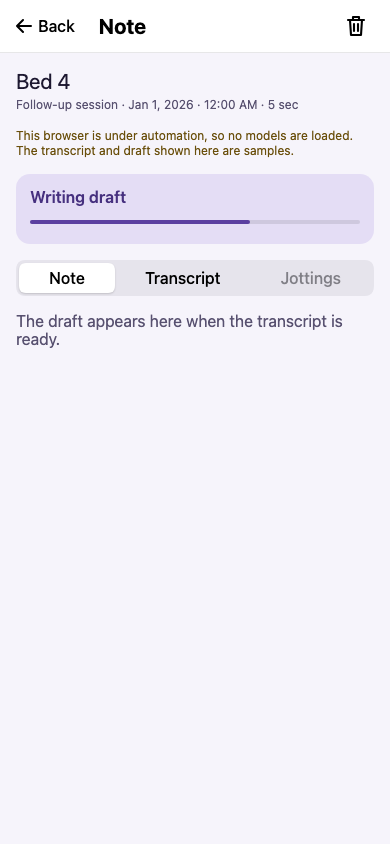 Back Note
Bed 4
Follow-up session · Jan 1, 2026 · 12:00 AM · 5 sec
This browser is under automation, so no models are loaded.
The transcript and draft shown here are samples.
Writing draft
Note Transcript Jottings
The draft appears here when the transcript is
ready.